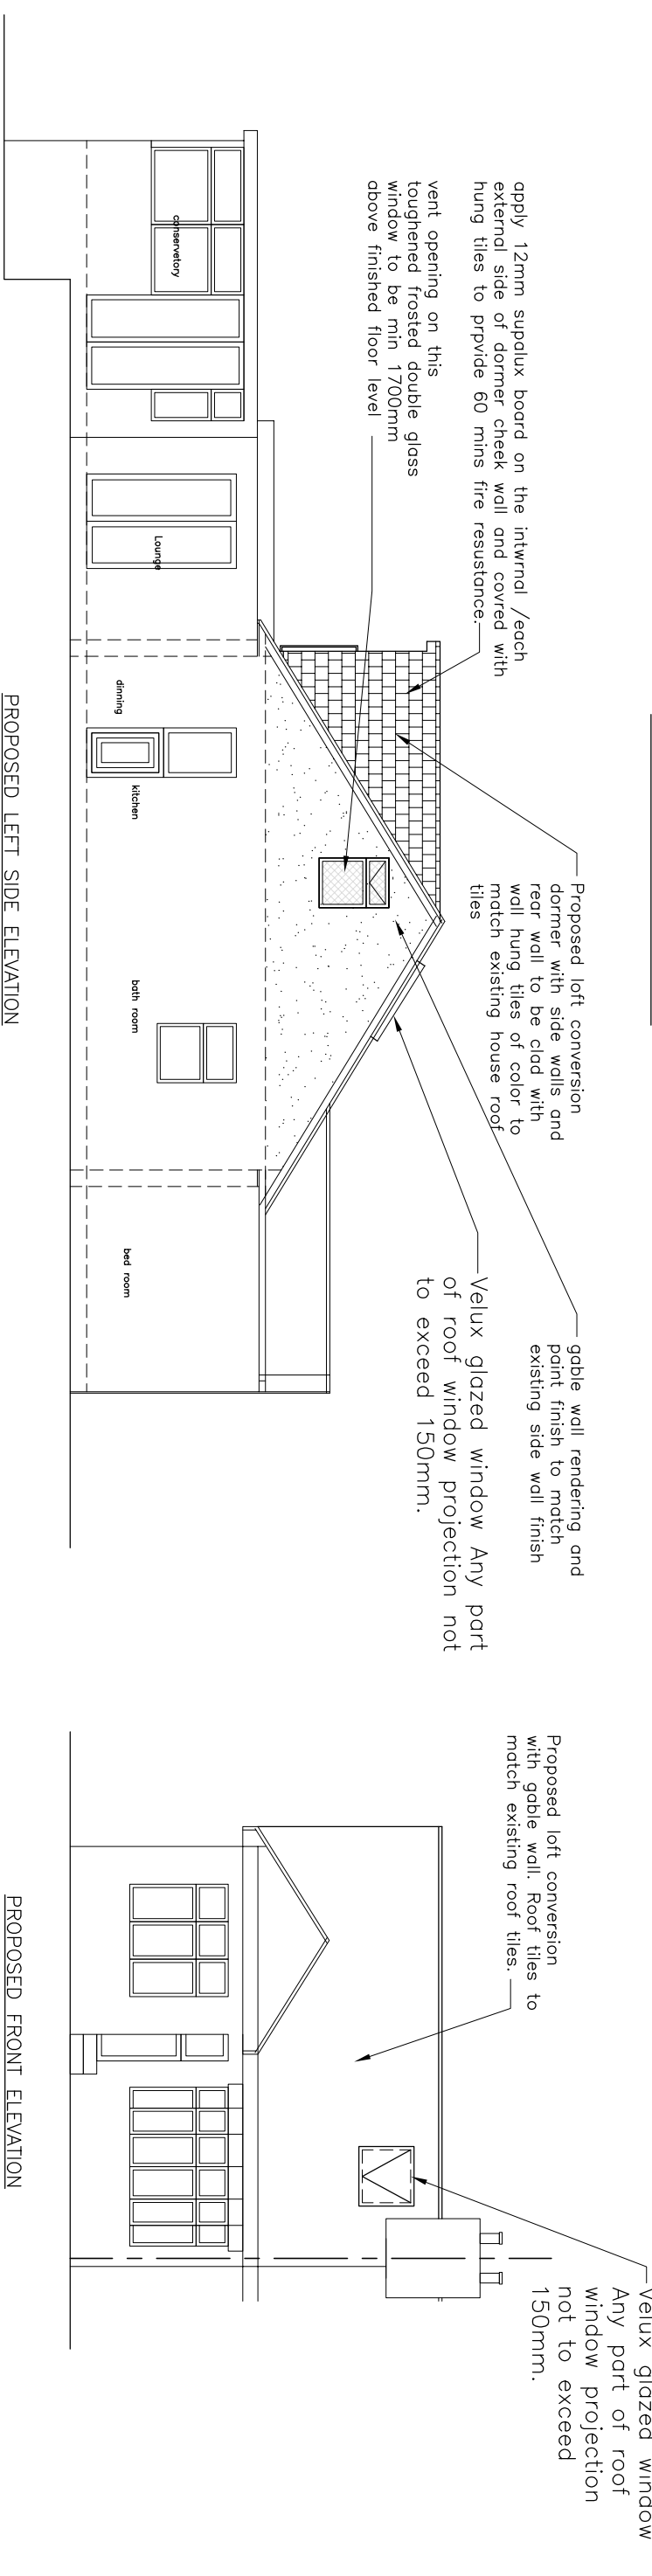 apply 12mm supalux board on the intwrnal /each
external side of dormer cheek wall and covred with
hung tiles to prpvide 60 mins fire resustance.
vent opening on this
toughened frosted double glass
window to be min 1700mm
above finished floor level
Proposed loft conversion
dormer with side walls and
rear wall to be clad with
wall hung tiles of color to
match existing house roof
tiles
gable wall rendering and
paint finish to match
existing side wall finish
Velux glazed window Any part
of roof window projection not
to exceed 150mm.
conservetory
Lounge
dinning
kitchen
bath room
bed room
PROPOSED LEFT SIDE ELEVATION
Velux glazed window
Any part of roof
window projection
not to exceed
150mm.
Proposed loft conversion
with gable wall. Roof tiles to
match existing roof tiles.
PROPOSED FRONT ELEVATION